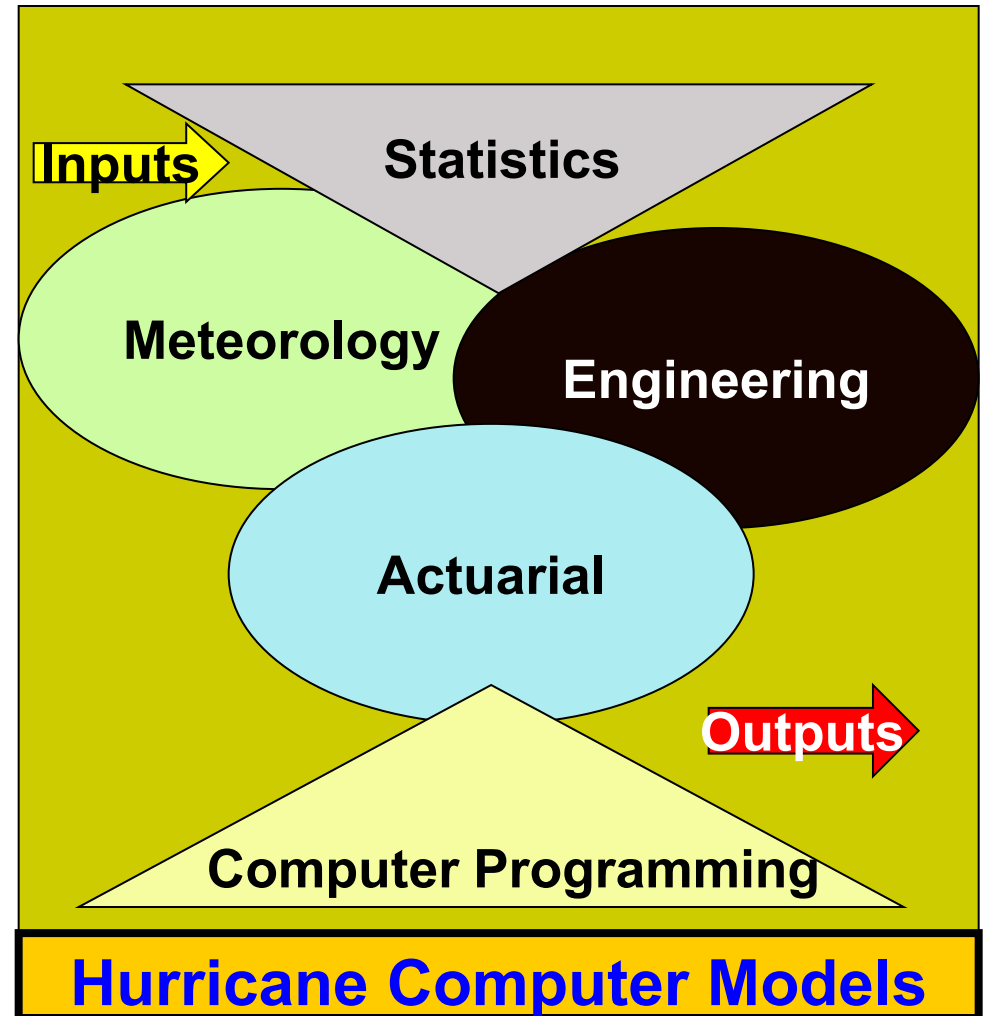 Statistics
Inputs
Meteorology
Engineering
Actuarial
Outputs
Computer Programming
Hurricane Computer Models